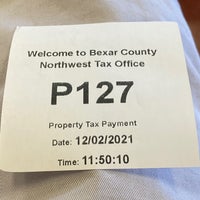 Welcome to Bexar County
Northwest Tax Office
P127
Property Tax Payment
Date: 12/02/2021
Time: 11:50:10